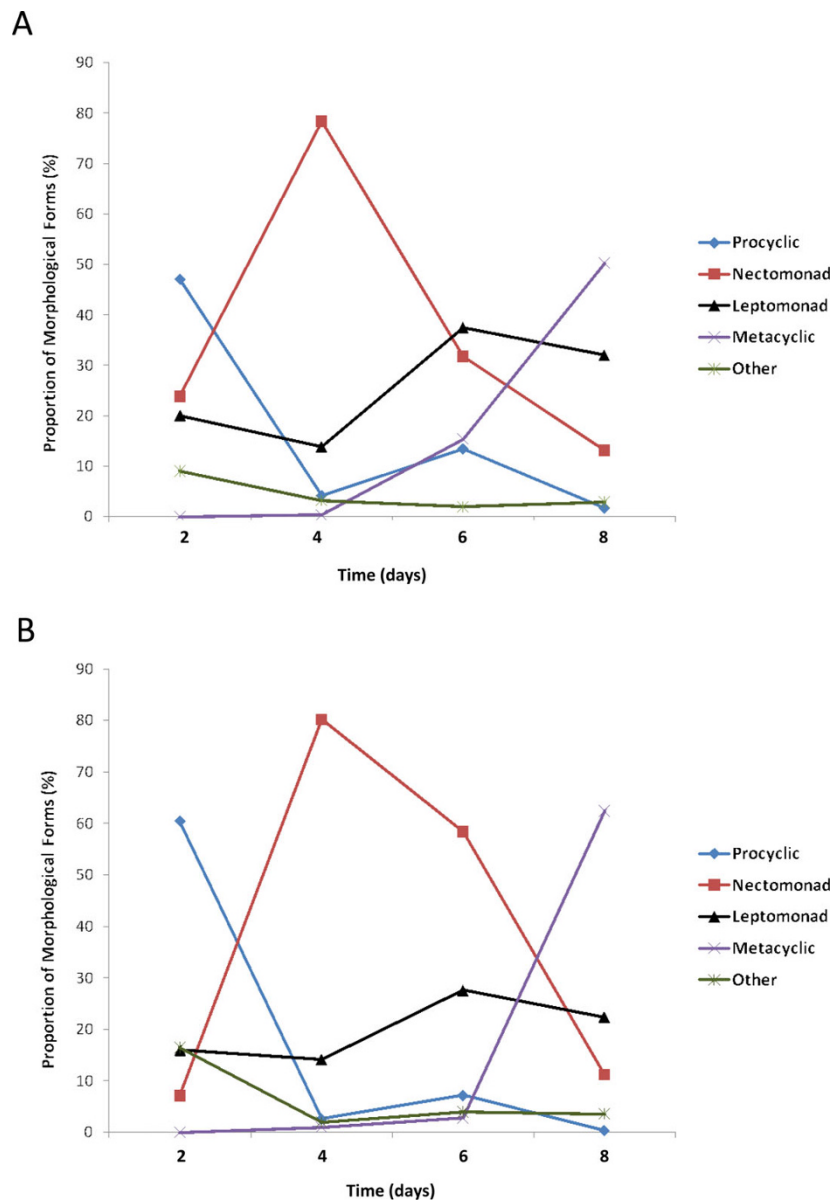 A
Proportion of Morphological Forms (%)
90
80
70
60
50
40
30
20
10
0
2 4 6 8
Time (days)
Procyclic
Nectomonad
Leptomonad
Metacyclic
Other
B
Proportion of Morphological Forms (%)
90
80
70
60
50
40
30
20
10
0
2 4 6 8
Time (days)
Procyclic
Nectomonad
Leptomonad
Metacyclic
Other